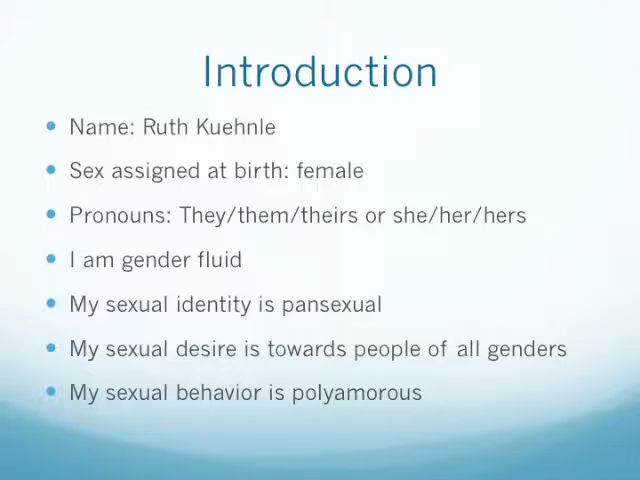 Introduction
• Name: Ruth Kuehnle
• Sex assigned at birth: female
• Pronouns: They/them/theirs or she/her/hers
• I am gender fluid
• My sexual identity is pansexual
• My sexual desire is towards people of all genders
• My sexual behavior is polyamorous